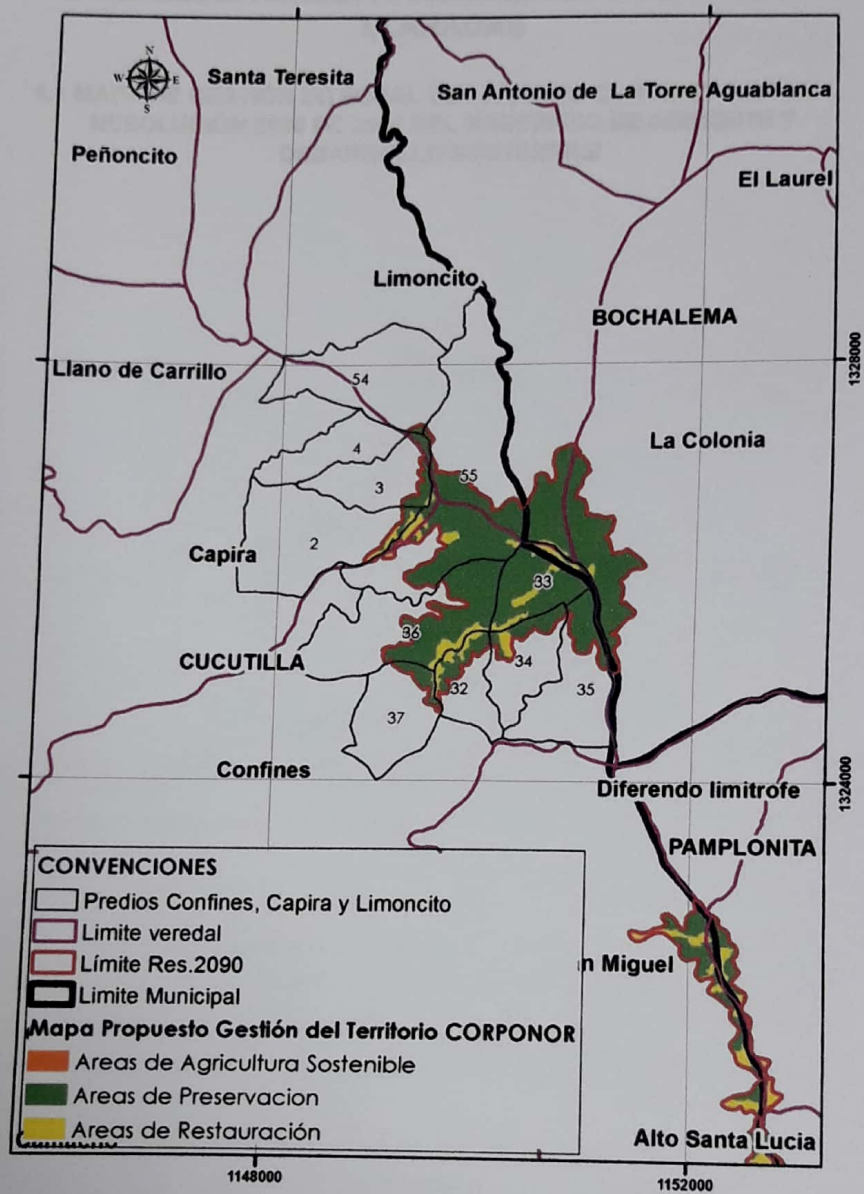 N
W E
S
Santa Teresita
San Antonio de La Torre Aguablanca
Peñoncito
El Laurel
Limoncito
BOCHALEMA
1328000
Llano de Carrillo
54
La Colonia
4
55
3
Capira
2
33
36
CUCUTILLA
34
32
35
37
Confines
1324000
Diferendo limitrofe
PAMPLONITA
CONVENCIONES
Predios Confines, Capira y Limoncito
Limite veredal
Límite Res.2090
n Miguel
Limite Municipal
Mapa Propuesto Gestión del Territorio CORPONOR
Areas de Agricultura Sostenible
Areas de Preservacion
Areas de Restauración
Alto Santa Lucia
1148000
1152000